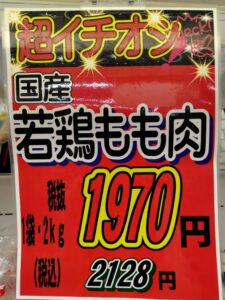 超イチオシ
国産
若鶏もも肉
税抜
1袋・2kg
1970円
(税込)
2128円